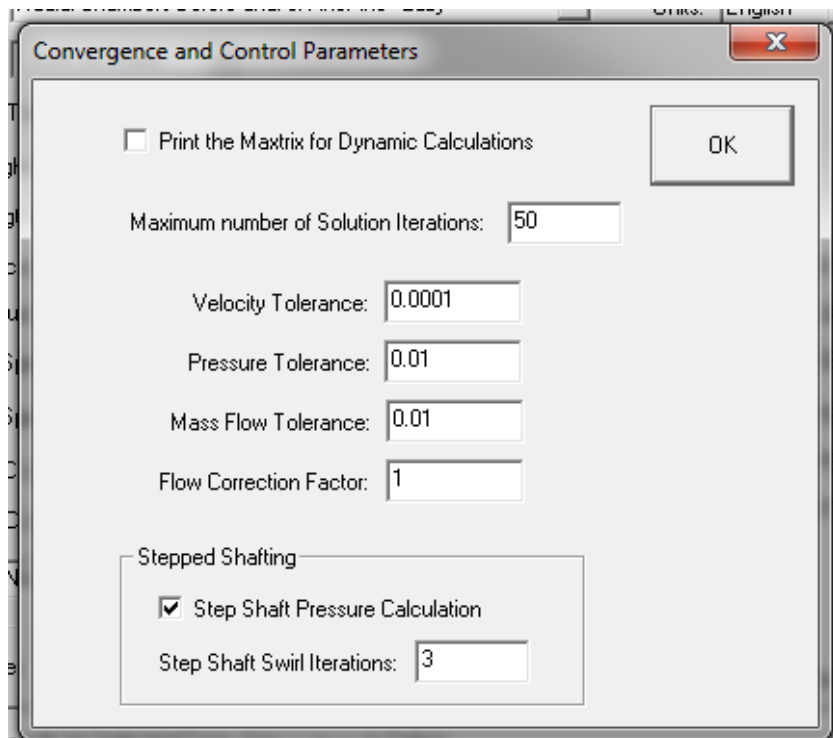 Units: English
Convergence and Control Parameters
Print the Maxtrix for Dynamic Calculations
OK
Maximum number of Solution Iterations: 50
Velocity Tolerance: 0.0001
Pressure Tolerance: 0.01
Mass Flow Tolerance: 0.01
Flow Correction Factor: 1
Stepped Shafting
Step Shaft Pressure Calculation
Step Shaft Swirl Iterations: 3